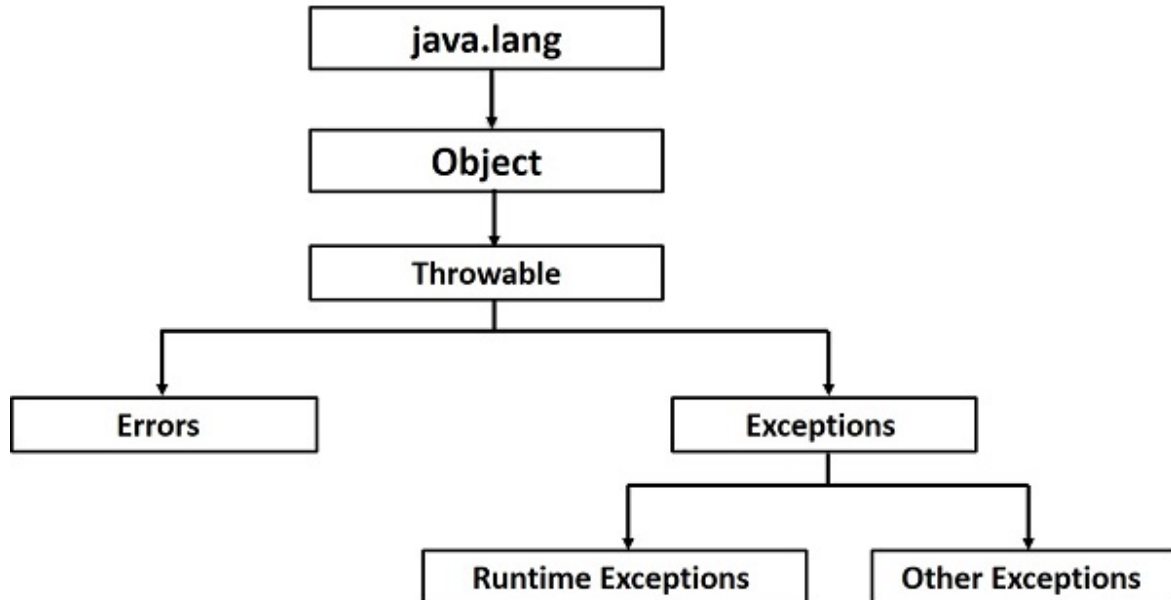 java.lang
Object
Throwable
Errors
Exceptions
Runtime Exceptions
Other Exceptions